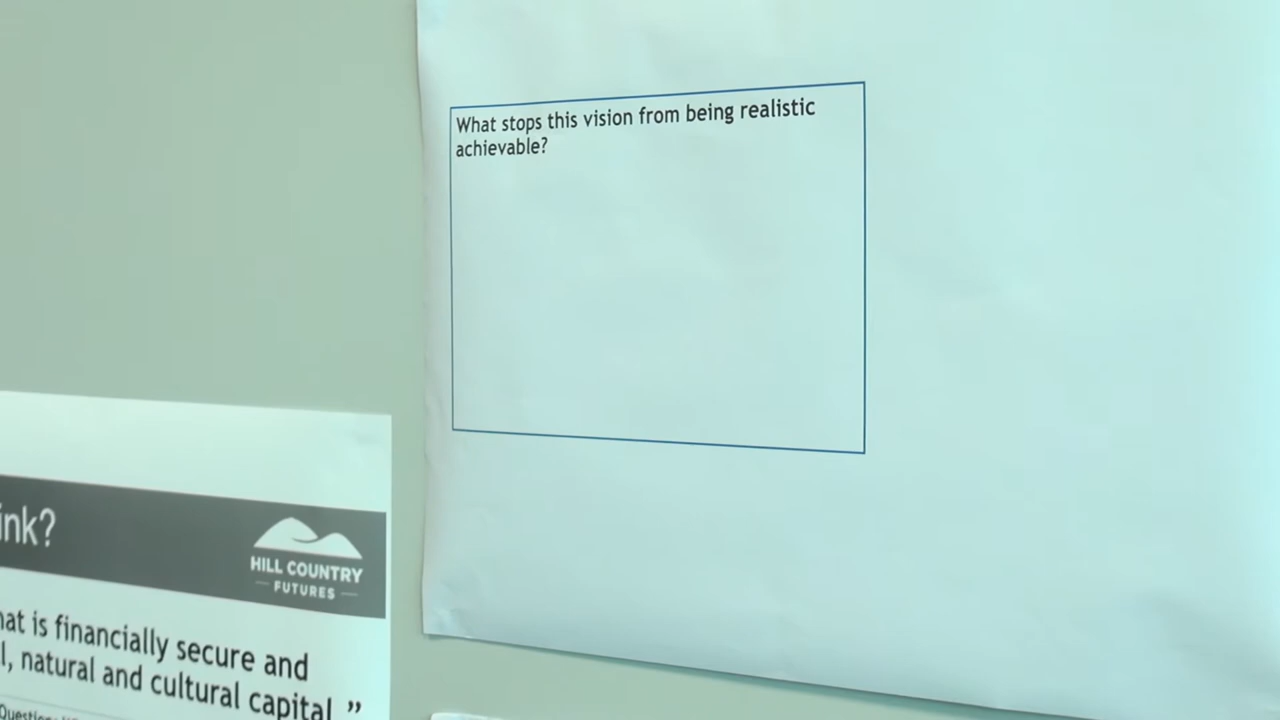 What stops this vision from being realistic
achievable?
ink?
HILL COUNTRY
FUTURES
hat is financially secure and
l, natural and cultural capital.”